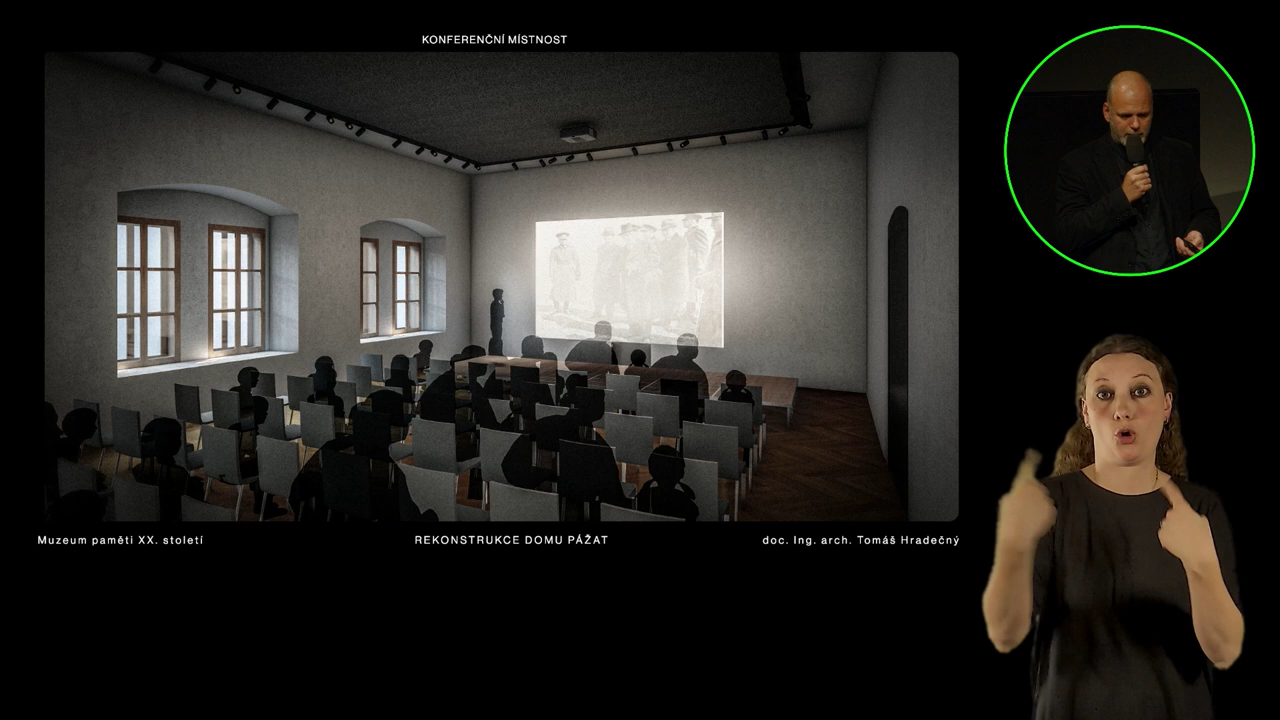 KONFERENČNÍ MÍSTNOST
Muzeum paměti XX. století
REKONSTRUKCE DOMU PÁŽAT
doc. Ing. arch. Tomáš Hradečný